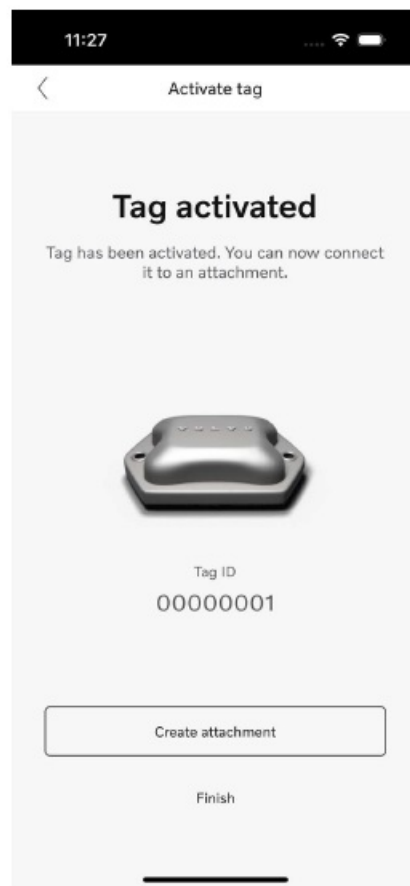 11:27
Activate tag
Tag activated
Tag has been activated. You can now connect
it to an attachment.
VOLVO
Tag ID
00000001
Create attachment
Finish